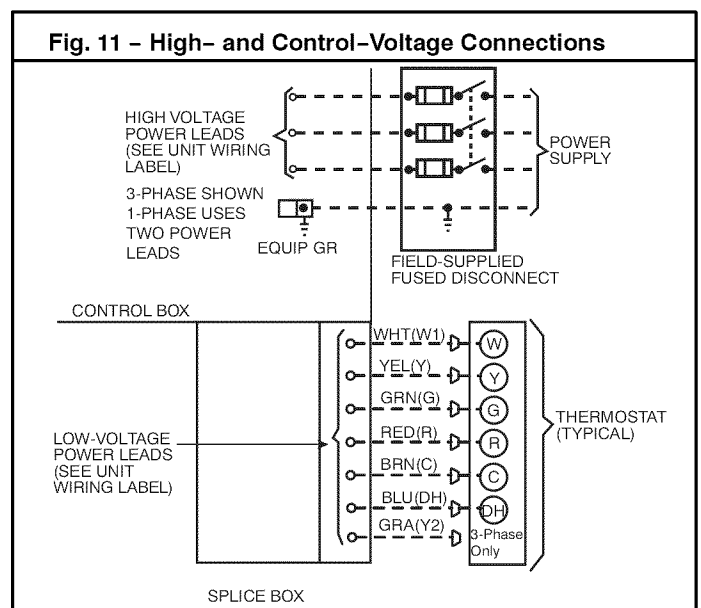 Fig. 11 – High– and Control–Voltage Connections
HIGH VOLTAGE
POWER LEADS
(SEE UNIT WIRING
LABEL)
POWER
SUPPLY
3-PHASE SHOWN
1-PHASE USES
TWO POWER
LEADS
EQUIP GR
FIELD-SUPPLIED
FUSED DISCONNECT
CONTROL BOX
WHT(W1)
W
YEL(Y)
Y
GRN(G)
G
RED(R)
R
BRN(C)
C
BLU(DH)
DH
GRA(Y2)
3-Phase
Only
THERMOSTAT
(TYPICAL)
LOW-VOLTAGE
POWER LEADS
(SEE UNIT
WIRING LABEL)
SPLICE BOX